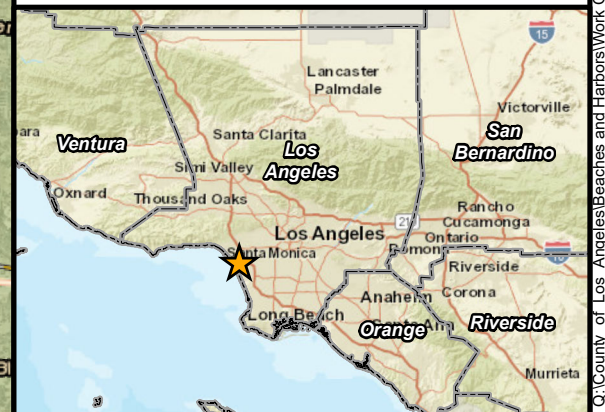 15
Lancaster
Palmdale
Victorville
Ventura
Santa Clarita
Los
Angeles
San
Bernardino
Simi Valley
Oxnard
Thousand Oaks
Rancho
Cucamonga
210
Los Angeles
Ontario
Santa Monica
Pomona
Riverside
Anaheim
Corona
Long Beach
Orange
Santa Ana
Riverside
Murrieta
Q:\County of Los Angeles\Beaches and Harbors\Work